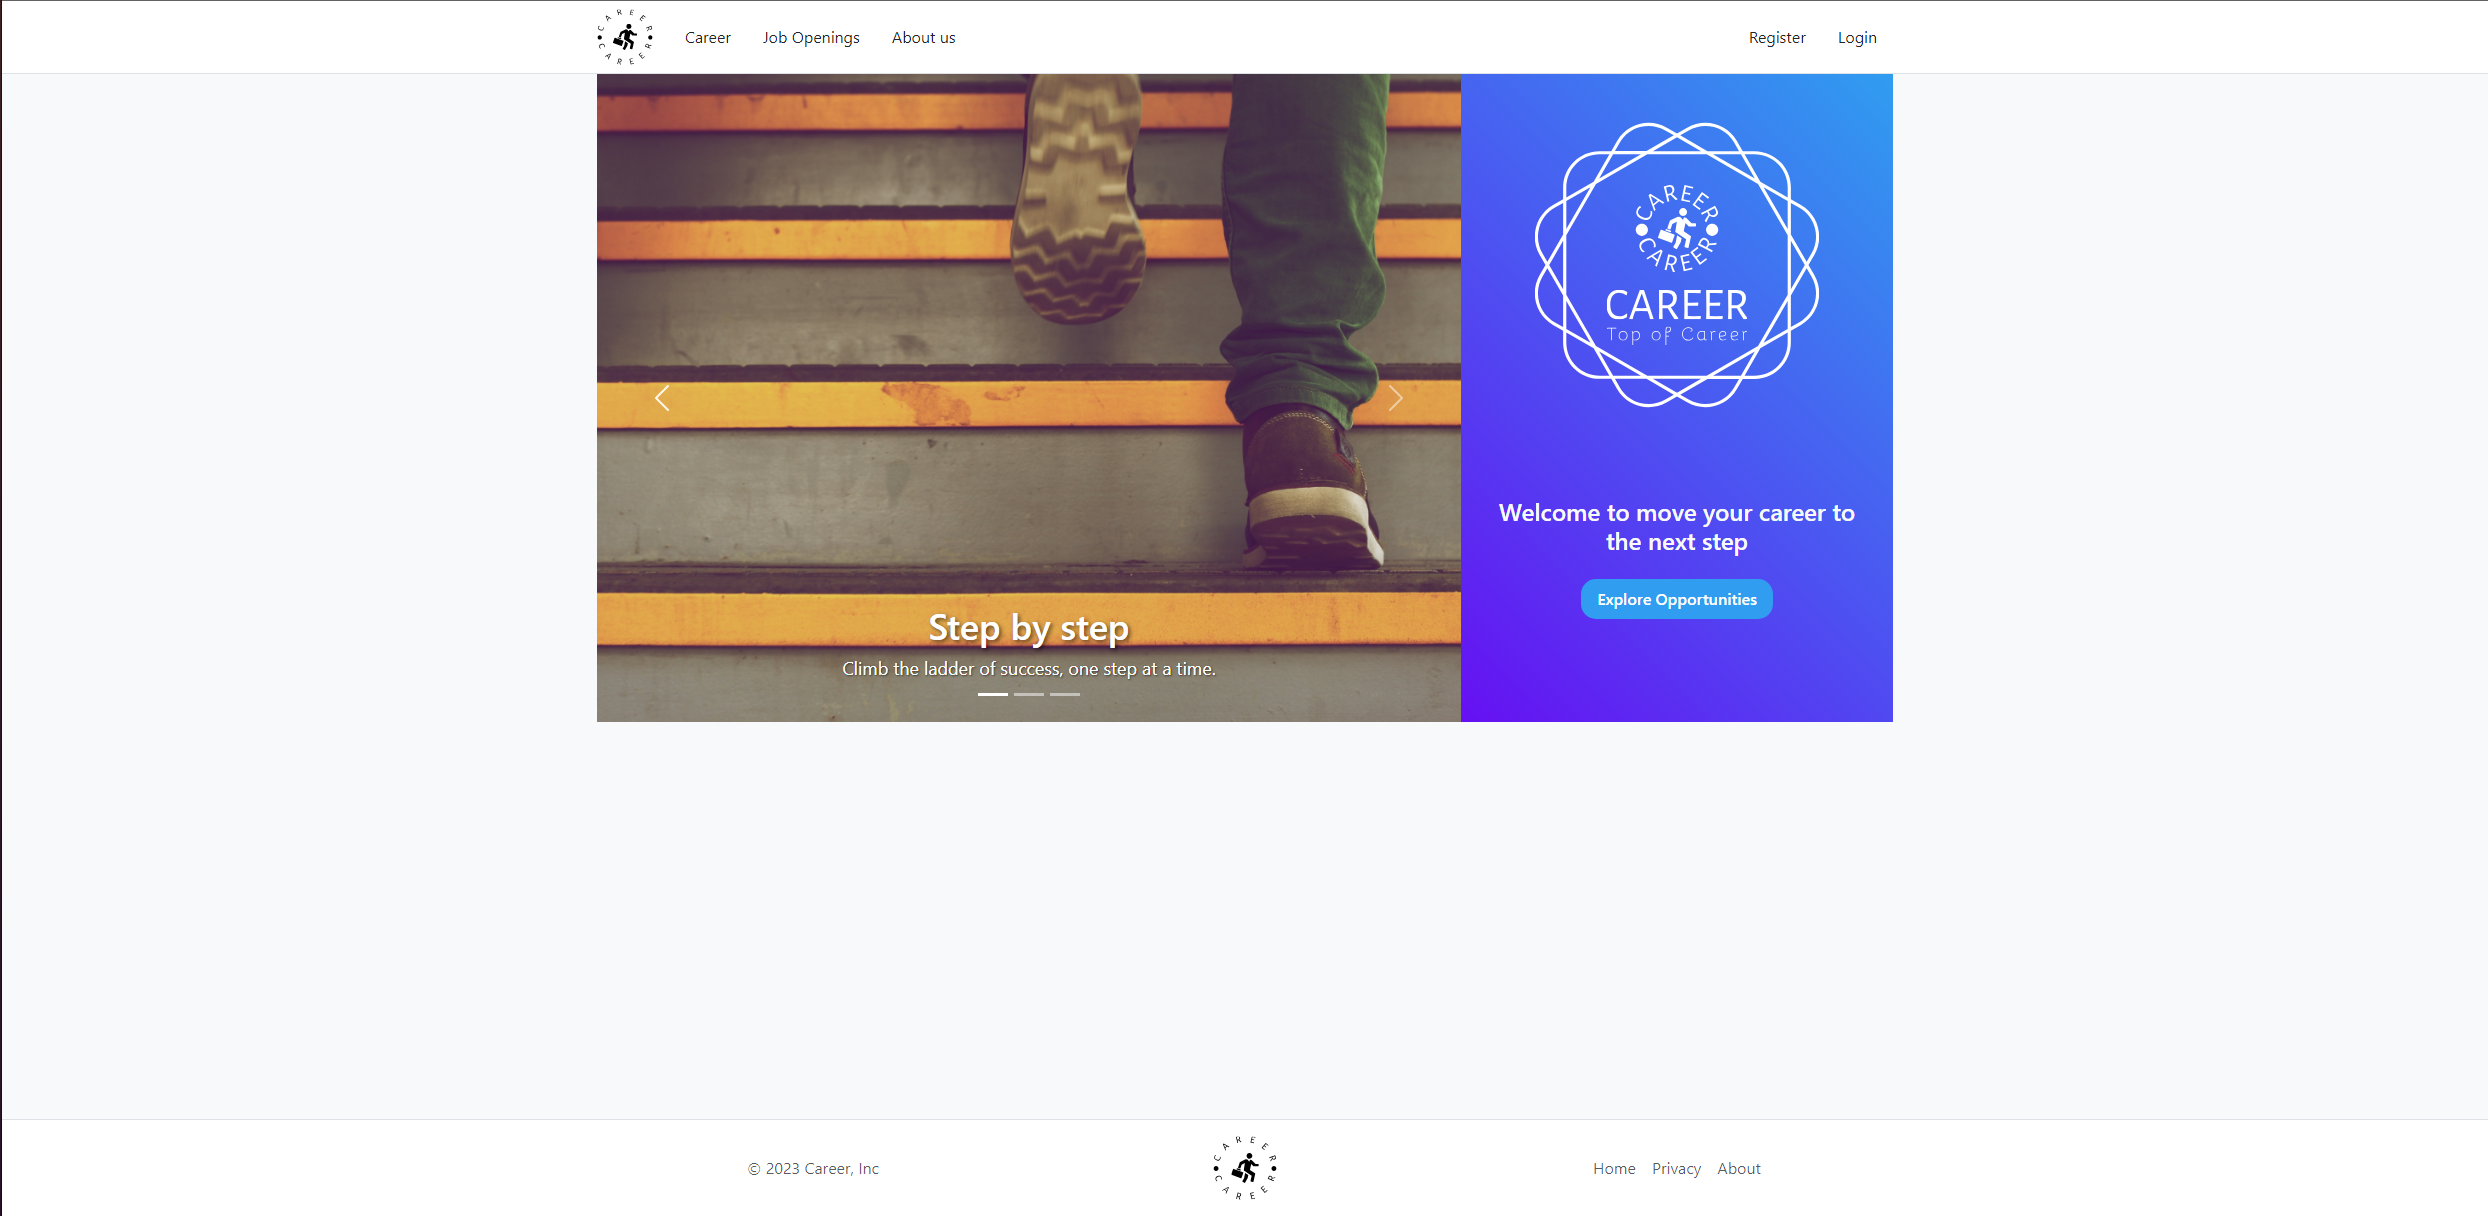 CAREER
CAREER
Career
Job Openings
About us
Register
Login
CAREER
CAREER
CAREER
Top of Career
Welcome to move your career to
the next step
Explore Opportunities
Step by step
Climb the ladder of success, one step at a time.
© 2023 Career, Inc
CAREER
CAREER
Home
Privacy
About